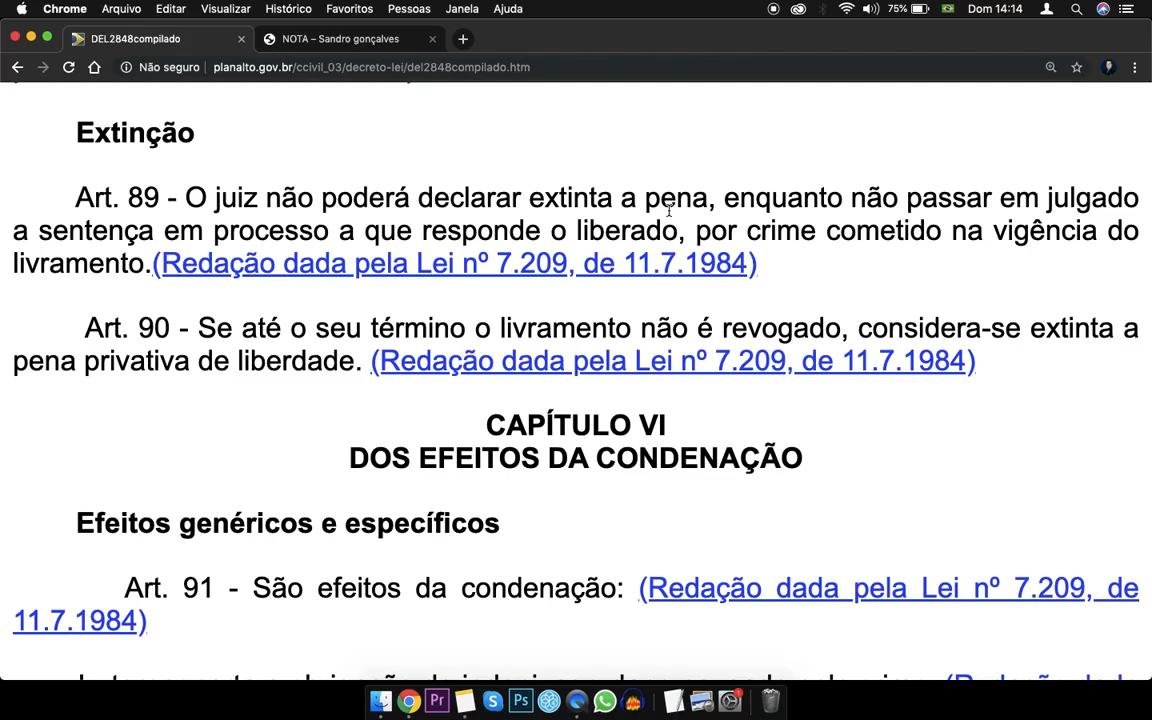 Chrome Arquivo Editar Visualizar Histórico Favoritos Pessoas Janela Ajuda 75% Dom 14:14
DEL2848compilado NOTA – Sandro gonçalves
Não seguro planalto.gov.br/ccivil_03/decreto-lei/del2848compilado.htm
Extinção
Art. 89 - O juiz não poderá declarar extinta a pena, enquanto não passar em julgado
a sentença em processo a que responde o liberado, por crime cometido na vigência do
livramento.(Redação dada pela Lei nº 7.209, de 11.7.1984)
Art. 90 - Se até o seu término o livramento não é revogado, considera-se extinta a
pena privativa de liberdade. (Redação dada pela Lei nº 7.209, de 11.7.1984)
CAPÍTULO VI
DOS EFEITOS DA CONDENAÇÃO
Efeitos genéricos e específicos
Art. 91 - São efeitos da condenação: (Redação dada pela Lei nº 7.209, de
11.7.1984)
Pr Ps 1